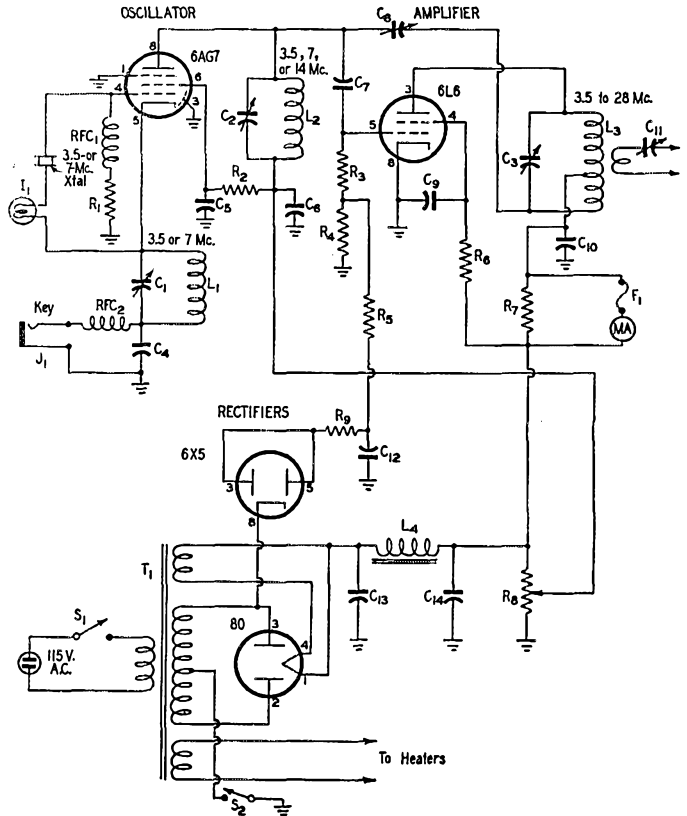 OSCILLATOR
AMPLIFIER
C8
8
6AG7
1
4
6
3
5
3.5, 7,
or 14 Mc.
C2
L2
C7
6L6
3
5
4
8
3.5 to 28 Mc.
L3
C11
C3
RFC1
3.5-or
7-Mc.
Xtal
I1
R1
R2
C5
C6
R3
R4
C9
R6
C10
R7
F1
MA
3.5 or 7 Mc.
C1
L1
Key
RFC2
J1
C4
R5
RECTIFIERS
R9
6X5
3
5
8
C12
T1
L4
C13
C14
R8
S1
115 V.
A.C.
80
3
4
1
2
To Heaters
S2